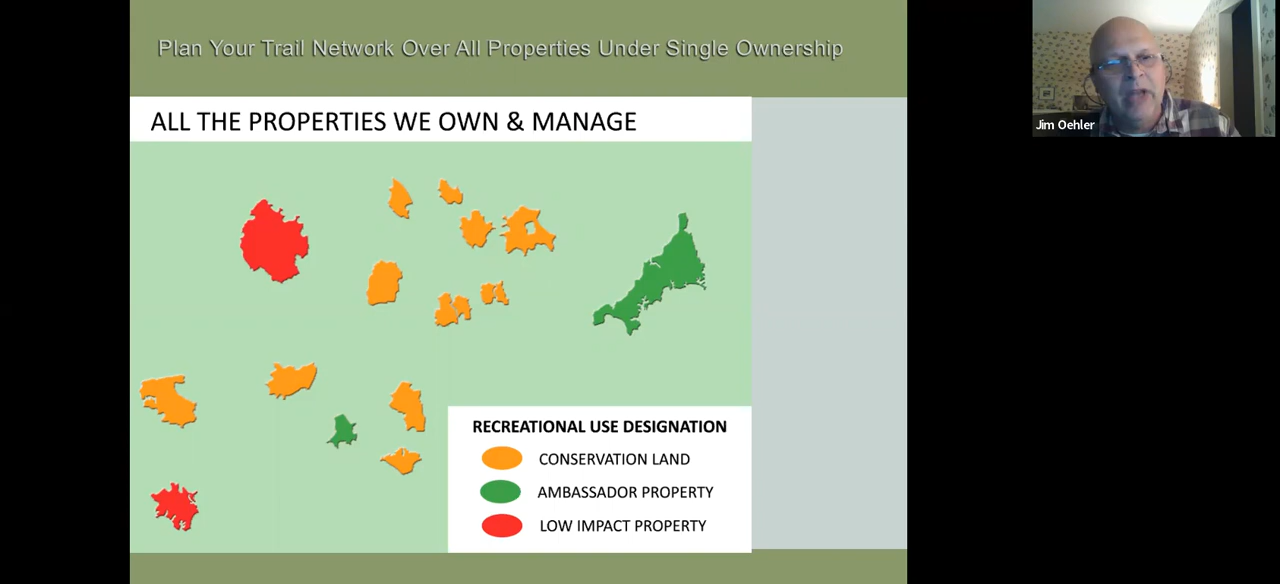 Plan Your Trail Network Over All Properties Under Single Ownership
ALL THE PROPERTIES WE OWN & MANAGE
RECREATIONAL USE DESIGNATION
CONSERVATION LAND
AMBASSADOR PROPERTY
LOW IMPACT PROPERTY
Jim Oehler